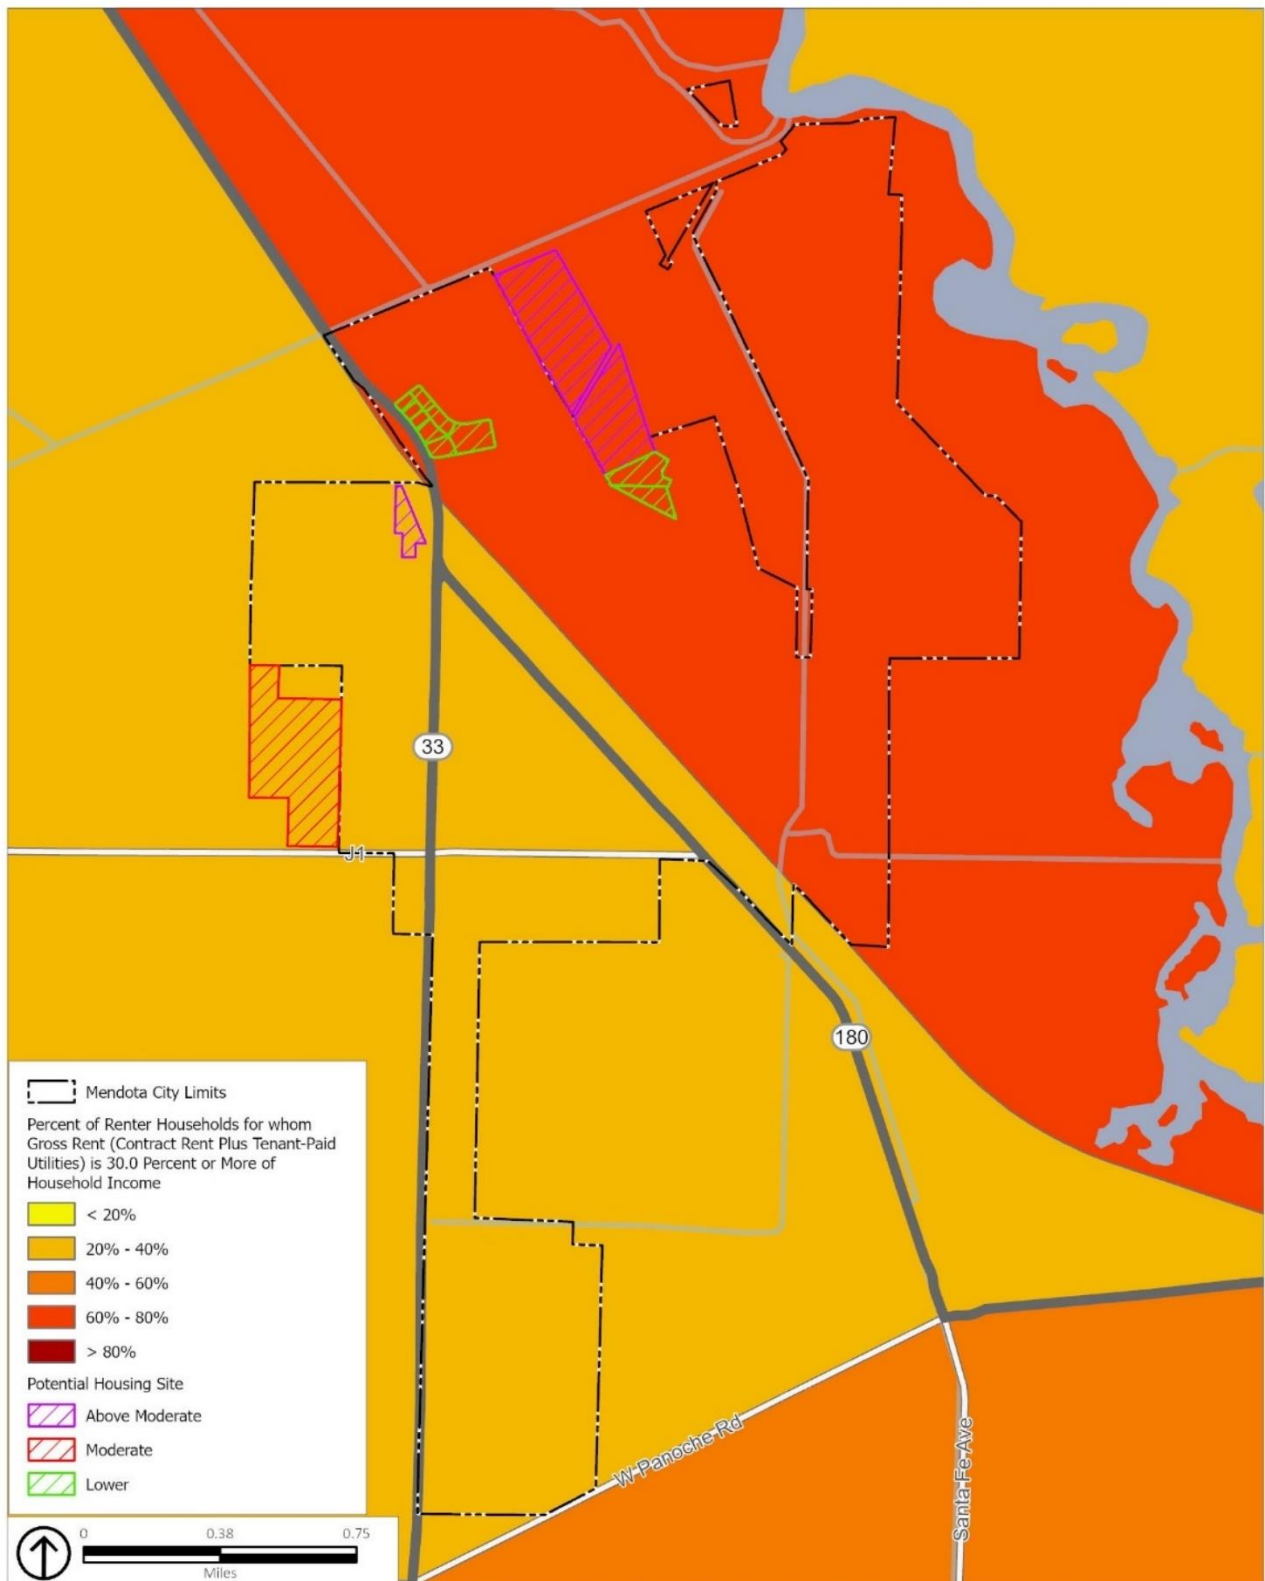 33
J1
180
W Panoche Rd
Santa Fe Ave
Mendota City Limits
Percent of Renter Households for whom
Gross Rent (Contract Rent Plus Tenant-Paid
Utilities) is 30.0 Percent or More of
Household Income
< 20%
20% - 40%
40% - 60%
60% - 80%
> 80%
Potential Housing Site
Above Moderate
Moderate
Lower
0 0.38 0.75
Miles